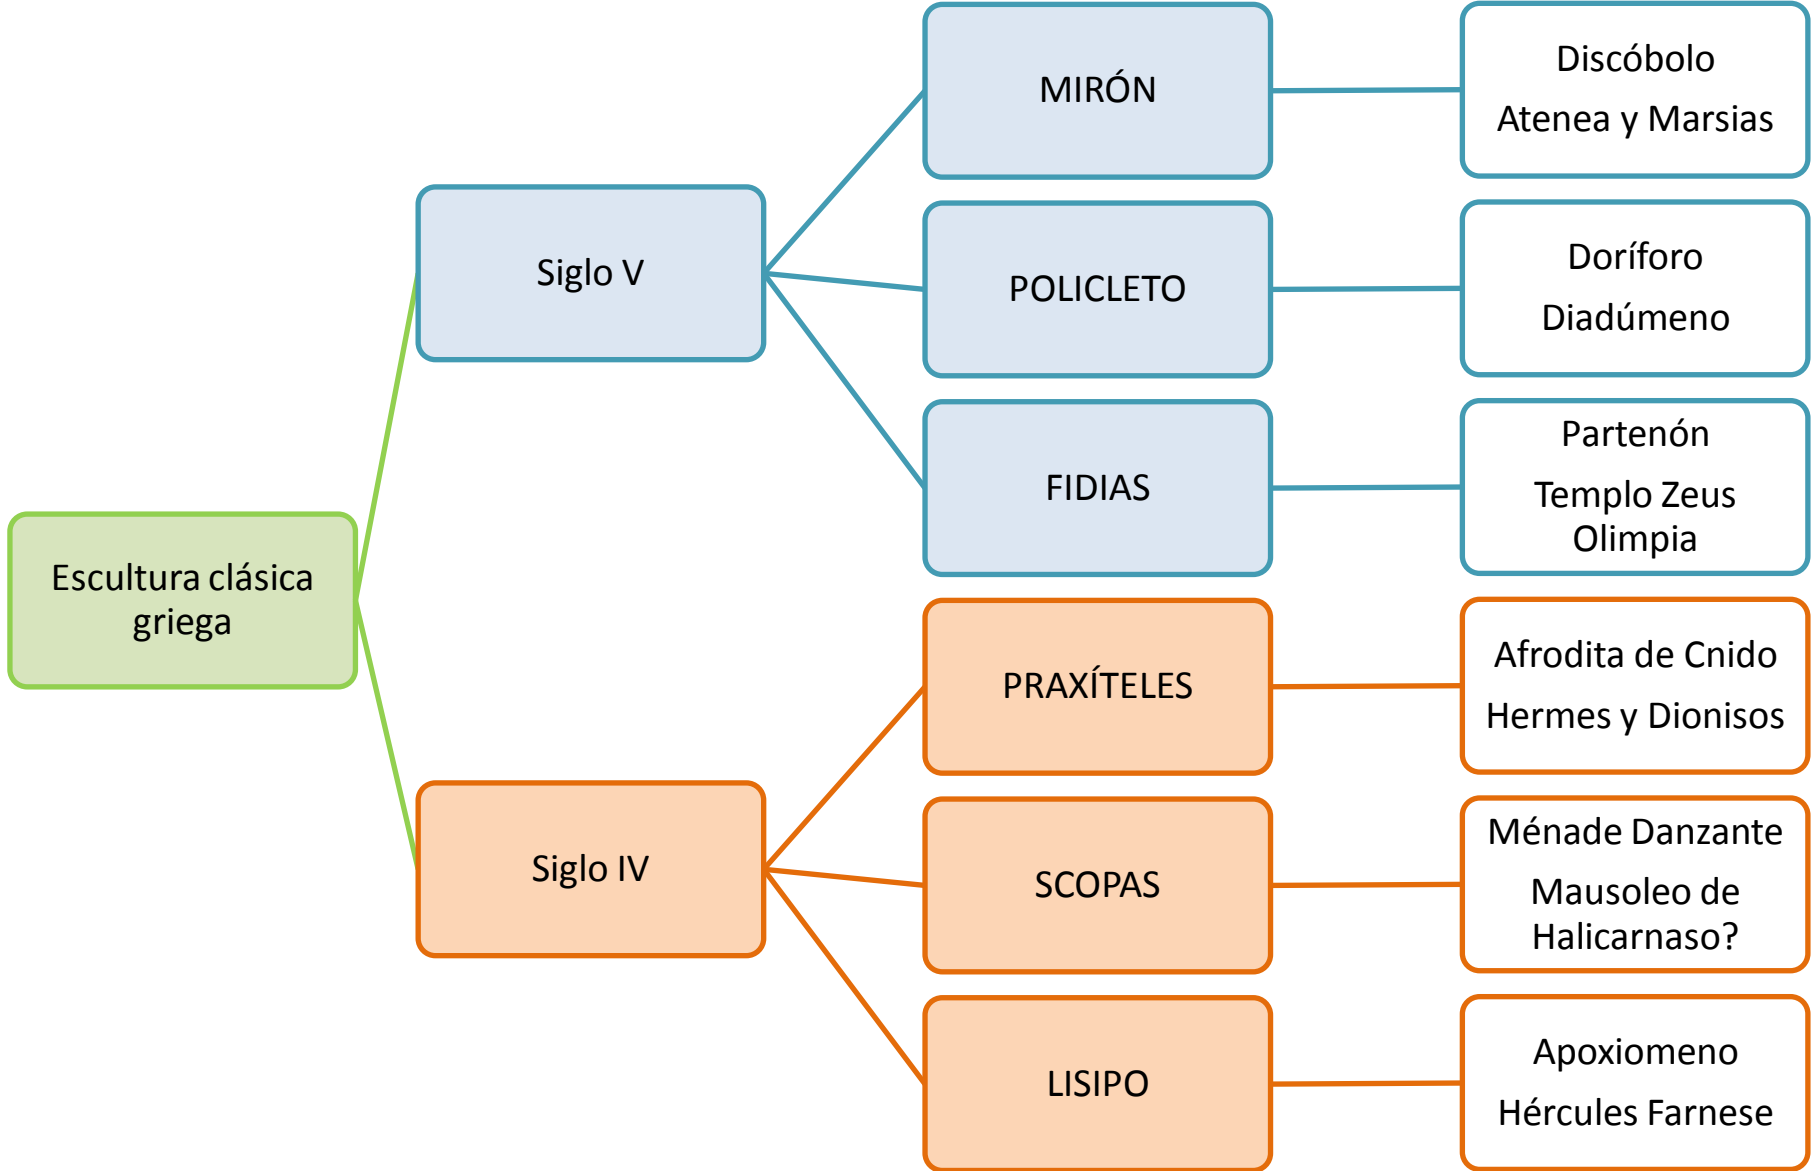 Escultura clásica
griega
Siglo V
MIRÓN
Discóbolo
Atenea y Marsias
POLICLETO
Doríforo
Diadúmeno
FIDIAS
Partenón
Templo Zeus
Olimpia
Siglo IV
PRAXÍTELES
Afrodita de Cnido
Hermes y Dionisos
SCOPAS
Ménade Danzante
Mausoleo de
Halicarnaso?
LISIPO
Apoxiomeno
Hércules Farnese